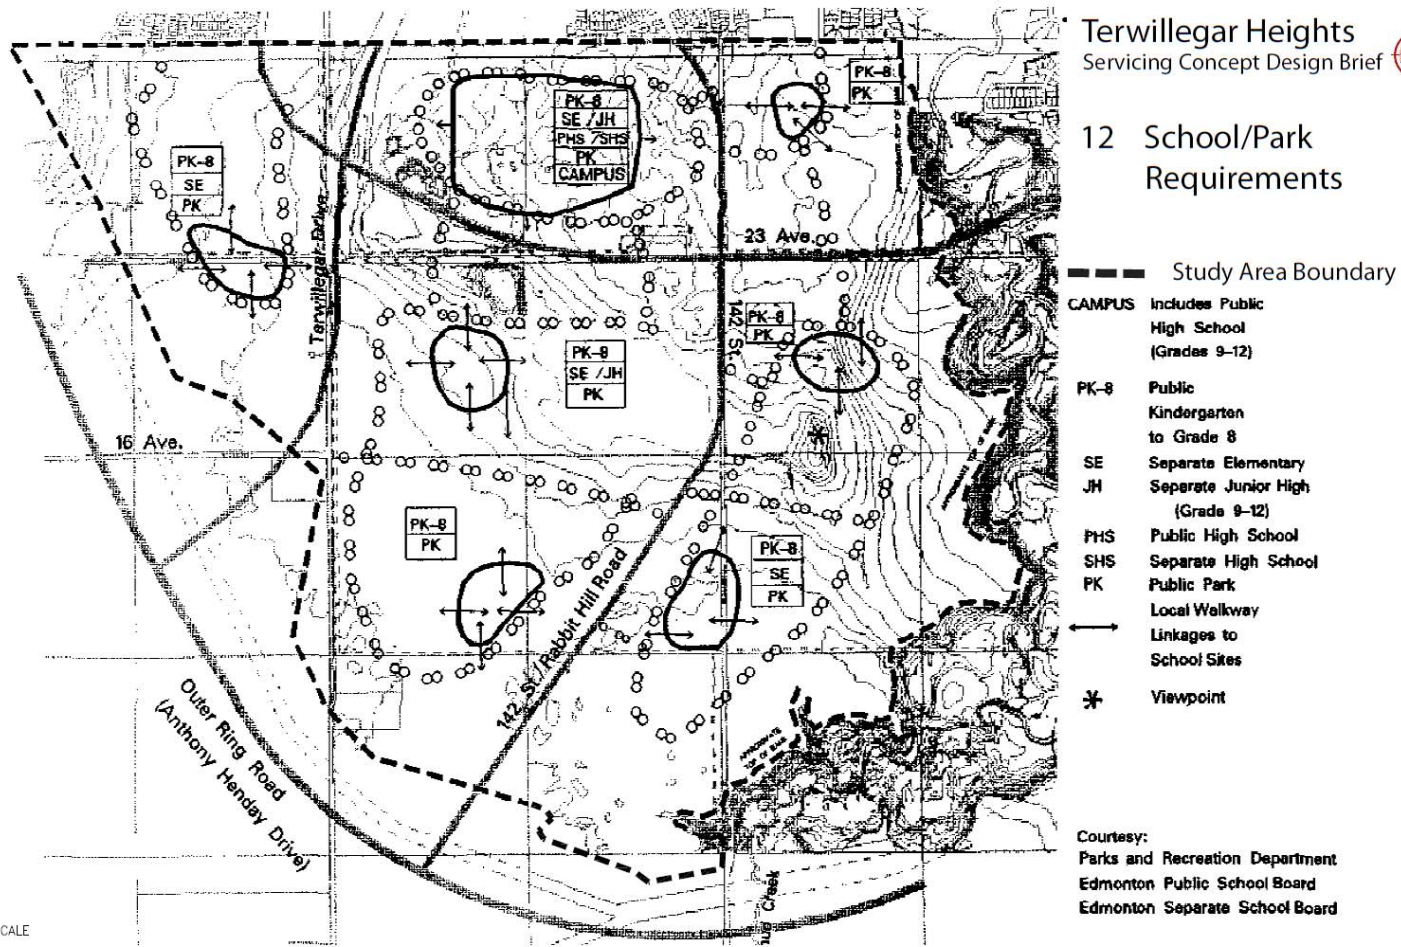 Terwillegar Heights
Servicing Concept Design Brief
12 School/Park
Requirements
Study Area Boundary
CAMPUS Includes Public
High School
(Grades 9-12)
PK-8 Public
Kindergarten
to Grade 8
SE Separate Elementary
JH Separate Junior High
(Grade 9-12)
PHS Public High School
SHS Separate High School
PK Public Park
Local Walkway
Linkages to
School Sites
Viewpoint
Courtesy:
Parks and Recreation Department
Edmonton Public School Board
Edmonton Separate School Board
PK-8
SE /JH
PHS /SHS
PK
CAMPUS
PK-8
PK
PK-8
SE
PK
Terwillegar Drive
23 Ave.
142 St.
PK-8
PK
PK-8
SE /JH
PK
16 Ave.
PK-8
PK
PK-8
SE
PK
142 St./Rabbit Hill Road
Outer Ring Road
(Anthony Henday Drive)
APPROXIMATE
TOP OF BANK
Creek
CALE